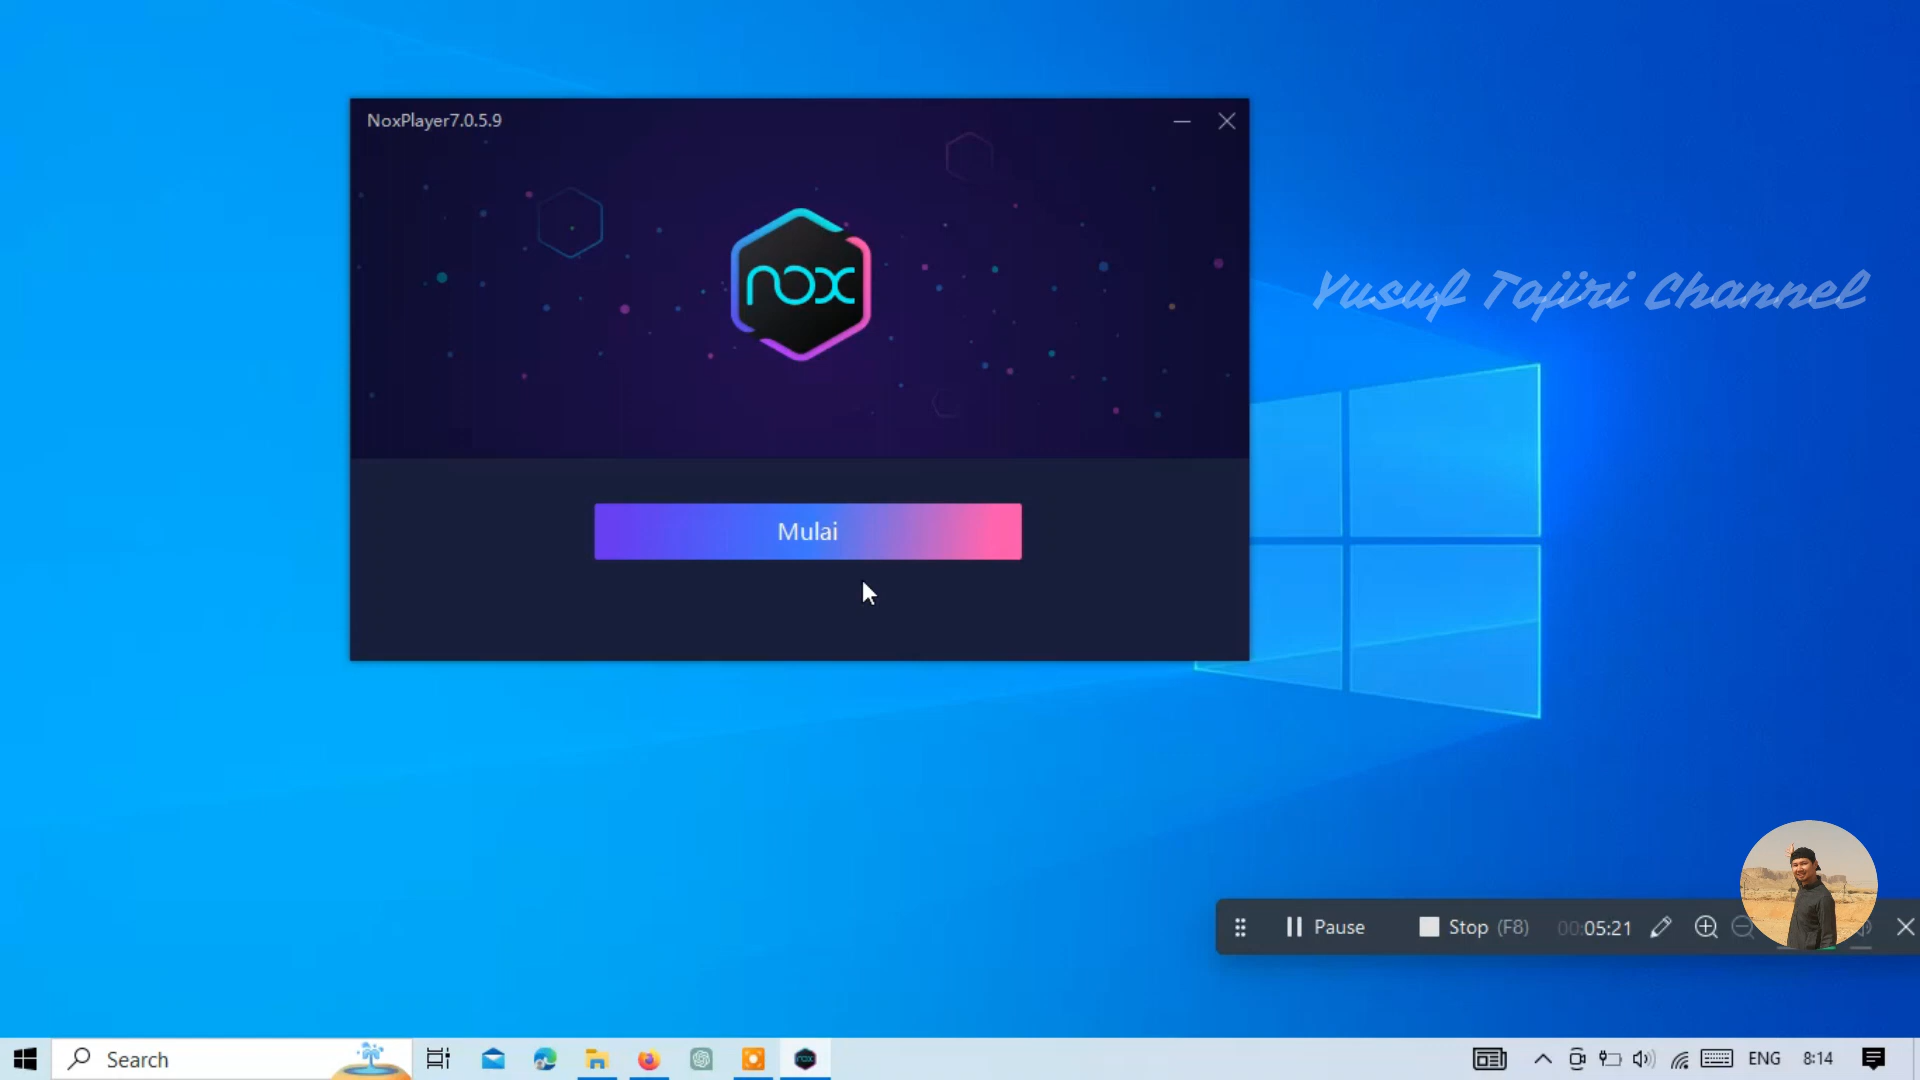 NoxPlayer7.0.5.9
nox
Yusuf Tajiri Channel
Mulai
Pause
Stop (F8)
00:05:21
Search
nox
ENG
8:14